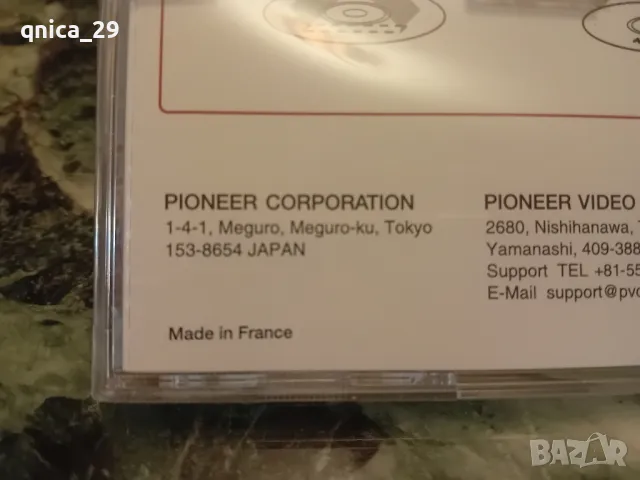 qnica_29
PIONEER CORPORATION
1-4-1, Meguro, Meguro-ku, Tokyo
153-8654 JAPAN
PIONEER VIDEO
2680, Nishihanawa,
Yamanashi, 409-388
Support TEL +81-55
E-Mail support@pvc
Made in France
BAZAR